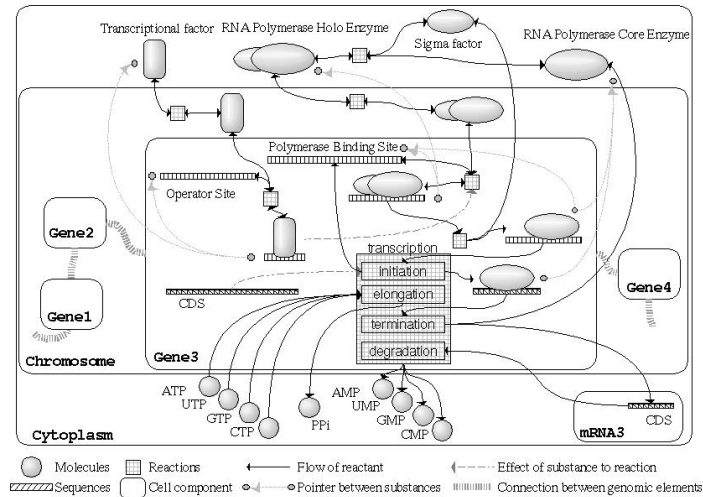 Transcriptional factor
RNA Polymerase Holo Enzyme
Sigma factor
RNA Polymerase Core Enzyme
Polymerase Binding Site
Operator Site
Gene2
transcription
initiation
Gene4
CDS
elongation
Gene1
termination
Chromosome
Gene3
degradation
ATP
UTP
GTP
CTP
PPi
AMP
UMP
GMP
CMP
CDS
Cytoplasm
mRNA3
Molecules
Reactions
Flow of reactant
Effect of substance to reaction
Sequences
Cell component
Pointer between substances
Connection between genomic elements